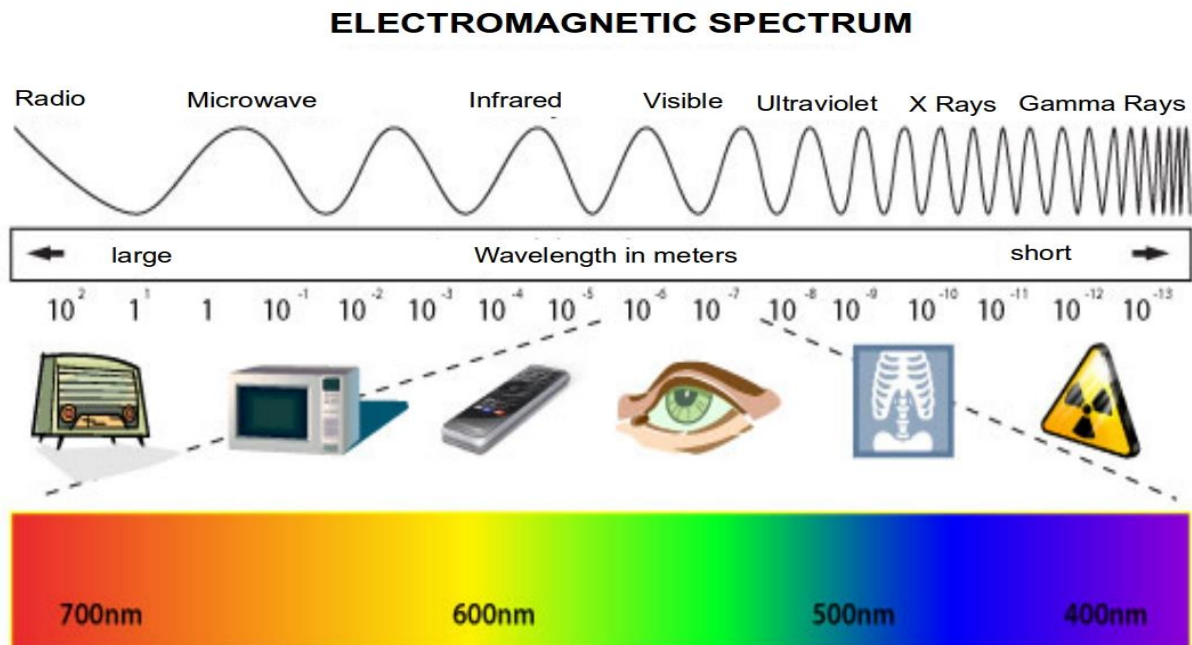 ELECTROMAGNETIC SPECTRUM
Radio Microwave Infrared Visible Ultraviolet X Rays Gamma Rays
large Wavelength in meters short
10² 1¹ 1 10⁻¹ 10⁻² 10⁻³ 10⁻⁴ 10⁻⁵ 10⁻⁶ 10⁻⁷ 10⁻⁸ 10⁻⁹ 10⁻¹⁰ 10⁻¹¹ 10⁻¹² 10⁻¹³
700nm 600nm 500nm 400nm